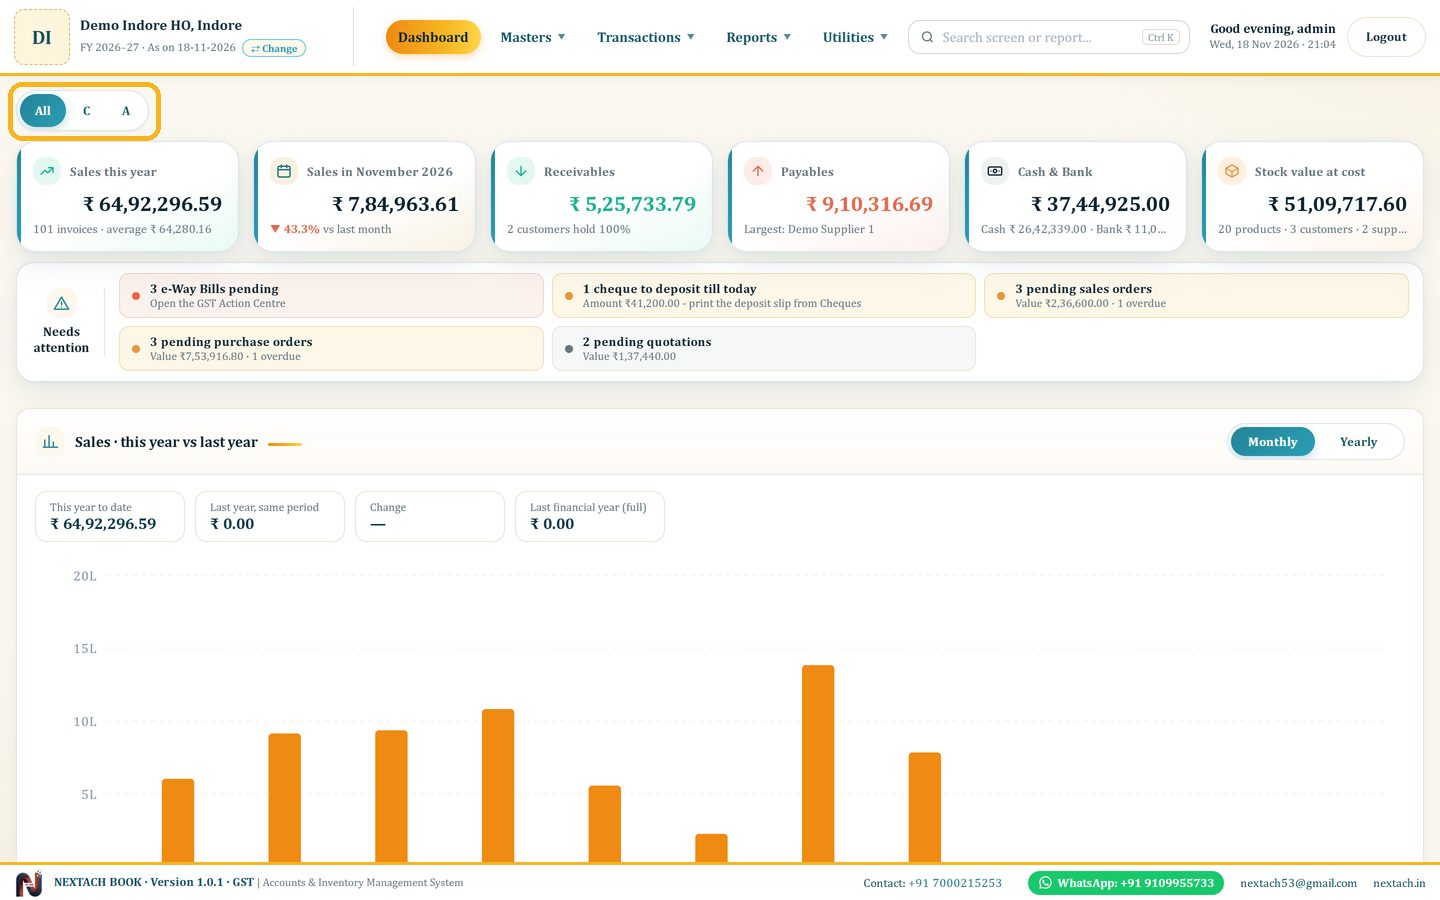 DI
Demo Indore HO, Indore
FY 2026-27 · As on 18-11-2026 ⇄ Change
Dashboard
Masters ▼
Transactions ▼
Reports ▼
Utilities ▼
Search screen or report... Ctrl K
Good evening, admin
Wed, 18 Nov 2026 · 21:04
Logout
All C A
Sales this year
₹ 64,92,296.59
101 invoices · average ₹ 64,280.16
Sales in November 2026
₹ 7,84,963.61
▼ 43.3% vs last month
Receivables
₹ 5,25,733.79
2 customers hold 100%
Payables
₹ 9,10,316.69
Largest: Demo Supplier 1
Cash & Bank
₹ 37,44,925.00
Cash ₹ 26,42,339.00 · Bank ₹ 11,0...
Stock value at cost
₹ 51,09,717.60
20 products · 3 customers · 2 supp...
Needs
attention
3 e-Way Bills pending
Open the GST Action Centre
1 cheque to deposit till today
Amount ₹41,200.00 - print the deposit slip from Cheques
3 pending sales orders
Value ₹2,36,600.00 · 1 overdue
3 pending purchase orders
Value ₹7,53,916.80 · 1 overdue
2 pending quotations
Value ₹1,37,440.00
Sales · this year vs last year
Monthly Yearly
This year to date
₹ 64,92,296.59
Last year, same period
₹ 0.00
Change
—
Last financial year (full)
₹ 0.00
20L
15L
10L
5L
N
NEXTACH BOOK · Version 1.0.1 · GST | Accounts & Inventory Management System
Contact: +91 7000215253
WhatsApp: +91 9109955733
nextach53@gmail.com
nextach.in